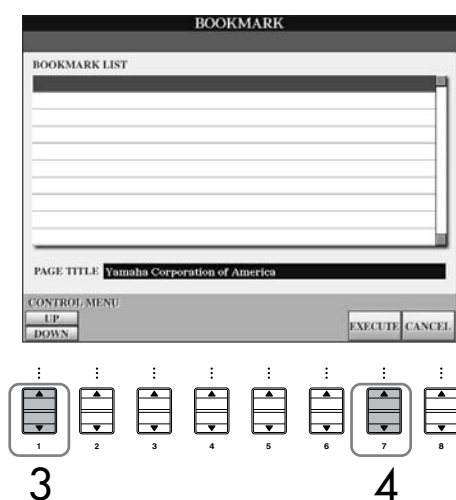 BOOKMARK
BOOKMARK LIST
PAGE TITLE Yamaha Corporation of America
CONTROL MENU
UP
DOWN
EXECUTE CANCEL
1 2 3 4 5 6 7 8
3 4